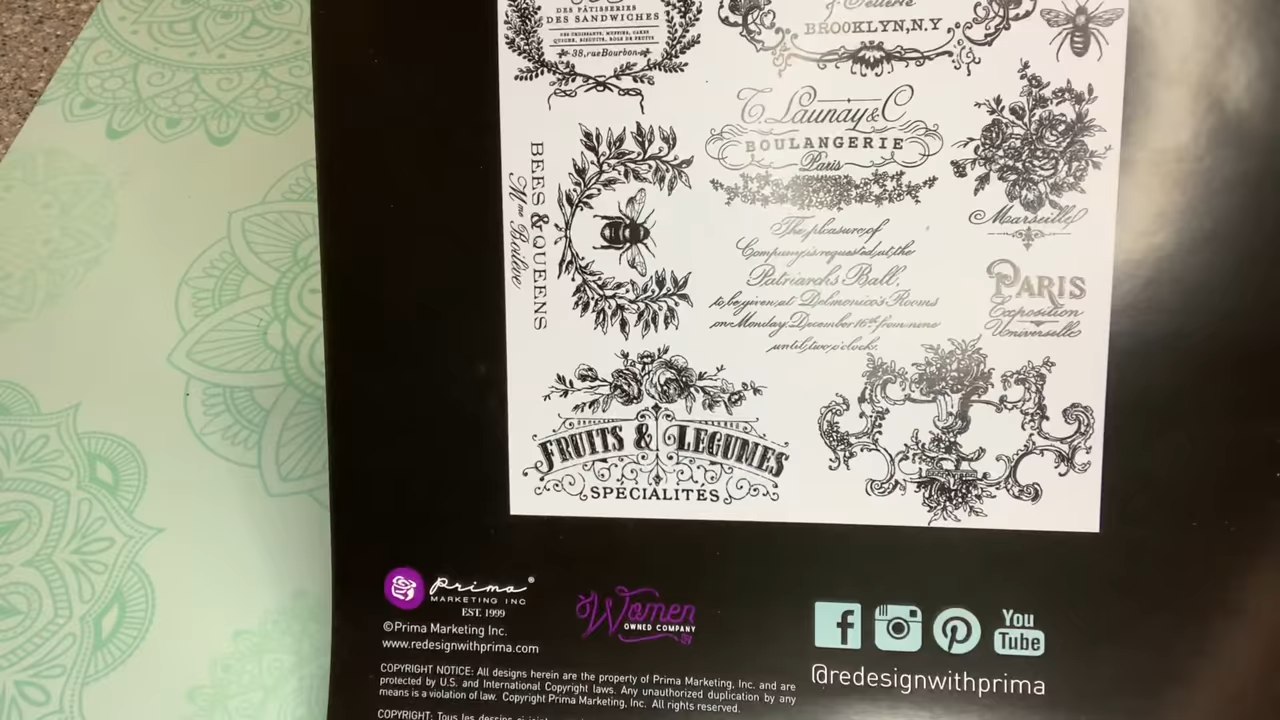 DES PÂTISSERIES
DES SANDWICHES
38, rue Bourbon
& Sellerie
BROOKLYN, N.Y
T. Launay & C
BOULANGERIE
Paris
BEES & QUEENS
Mme Boileve
Marseille
The pleasure of
Company is requested, at the
Patriarchs Ball,
to be given, at Delmonico's Rooms
on Monday, December 16th from nine
until, two o'clock.
PARIS
Exposition
Universelle
FRUITS & LEGUMES
SPÉCIALITÉS
Prima®
MARKETING INC
EST. 1999
©Prima Marketing Inc.
www.redesignwithprima.com
Women
OWNED COMPANY
You
Tube
@redesignwithprima
COPYRIGHT NOTICE: All designs herein are the property of Prima Marketing, Inc. and are
protected by U.S. and International Copyright laws. Any unauthorized duplication by any
means is a violation of law. Copyright Prima Marketing, Inc. All rights reserved.
COPYRIGHT: Tous les dessins